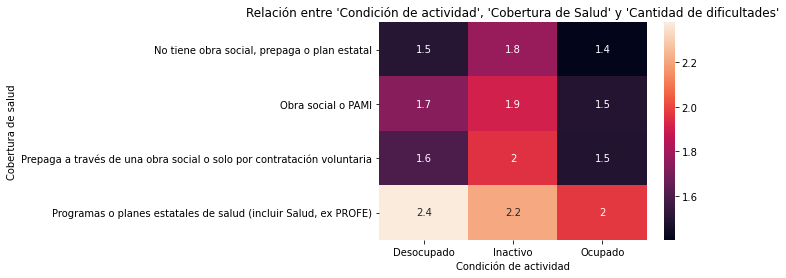 Relación entre 'Condición de actividad', 'Cobertura de Salud' y 'Cantidad de dificultades'
Cobertura de salud
No tiene obra social, prepaga o plan estatal
1.5 1.8 1.4
Obra social o PAMI
1.7 1.9 1.5
Prepaga a través de una obra social o solo por contratación voluntaria
1.6 2 1.5
Programas o planes estatales de salud (incluir Salud, ex PROFE)
2.4 2.2 2
Desocupado Inactivo Ocupado
Condición de actividad
2.2
2.0
1.8
1.6